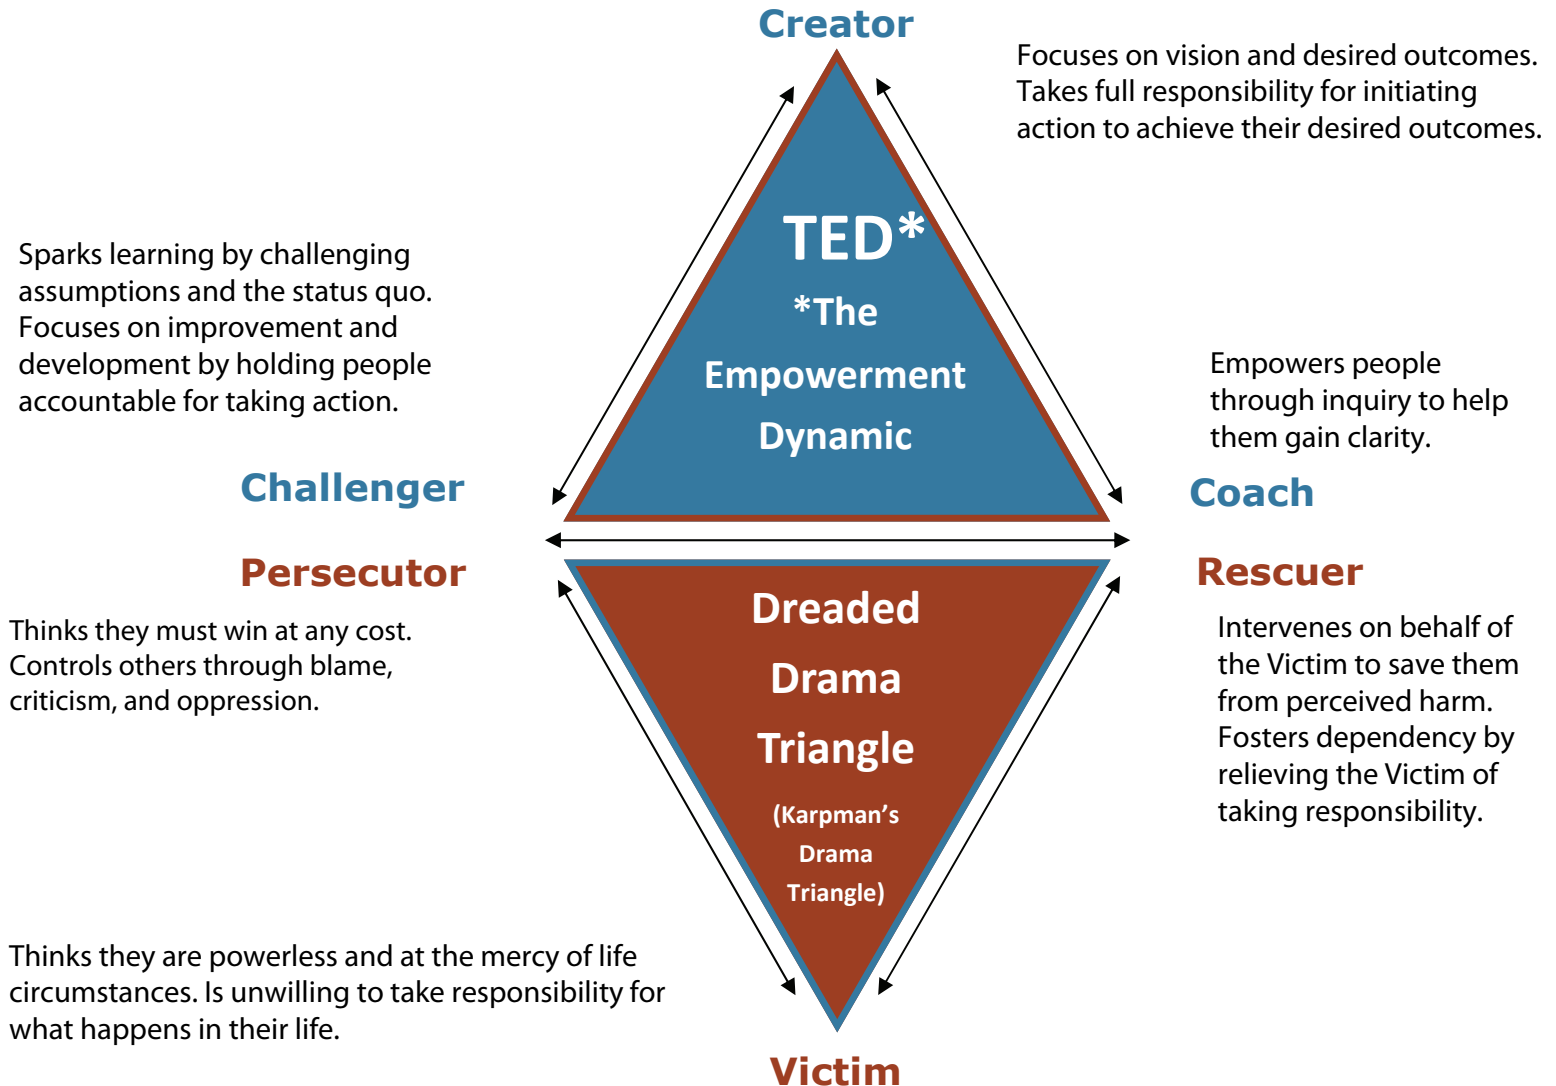 Creator
Focuses on vision and desired outcomes.
Takes full responsibility for initiating
action to achieve their desired outcomes.
TED*
*The
Empowerment
Dynamic
Sparks learning by challenging
assumptions and the status quo.
Focuses on improvement and
development by holding people
accountable for taking action.
Challenger
Empowers people
through inquiry to help
them gain clarity.
Coach
Persecutor
Thinks they must win at any cost.
Controls others through blame,
criticism, and oppression.
Dreaded
Drama
Triangle
(Karpman’s
Drama
Triangle)
Rescuer
Intervenes on behalf of
the Victim to save them
from perceived harm.
Fosters dependency by
relieving the Victim of
taking responsibility.
Thinks they are powerless and at the mercy of life
circumstances. Is unwilling to take responsibility for
what happens in their life.
Victim